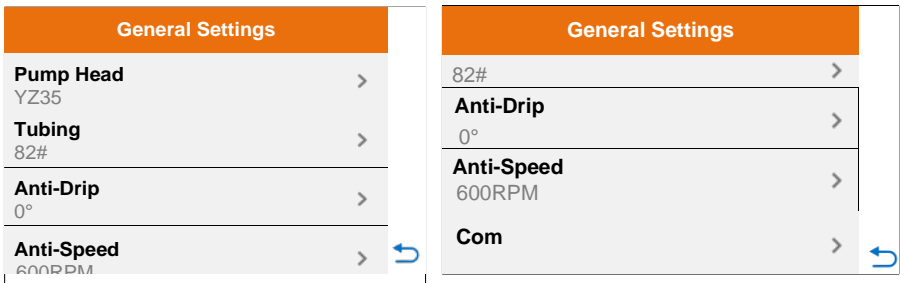 General Settings
Pump Head
YZ35
Tubing
82#
Anti-Drip
0°
Anti-Speed
600RPM
General Settings
82#
Anti-Drip
0°
Anti-Speed
600RPM
Com